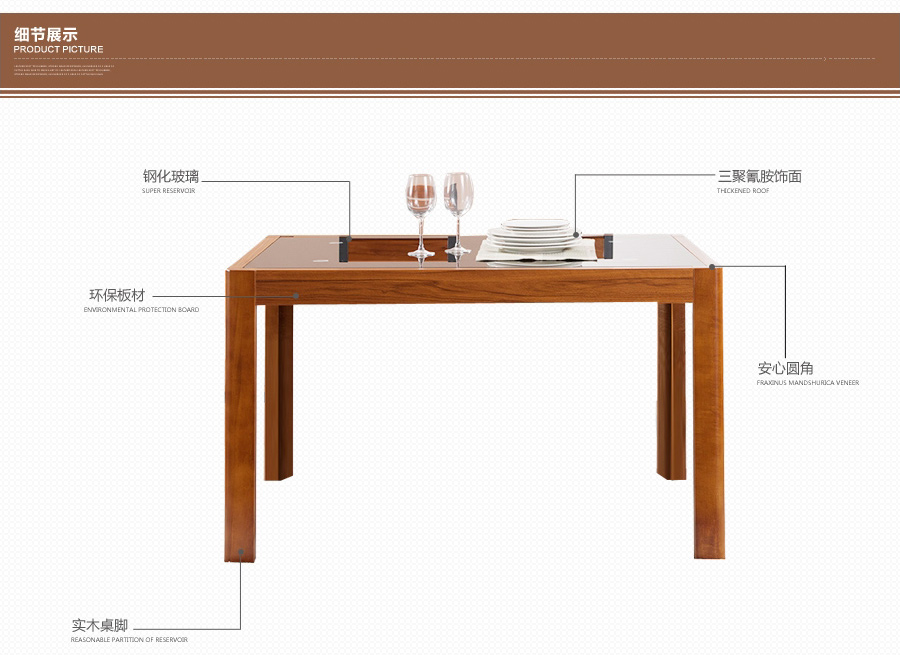 细节展示
PRODUCT PICTURE
钢化玻璃
SUPER RESERVOIR
三聚氰胺饰面
THICKENED ROOF
环保板材
ENVIRONMENTAL PROTECTION BOARD
安心圆角
FRAXINUS MANDSHURICA VENEER
实木桌脚
REASONABLE PARTITION OF RESERVOIR